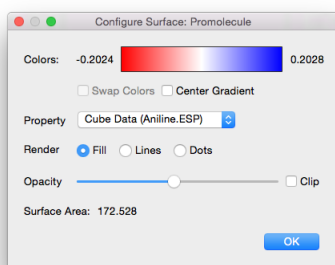 Configure Surface: Promolecule
Colors: -0.2024 0.2028
Swap Colors Center Gradient
Property Cube Data (Aniline.ESP)
Render Fill Lines Dots
Opacity Clip
Surface Area: 172.528
OK